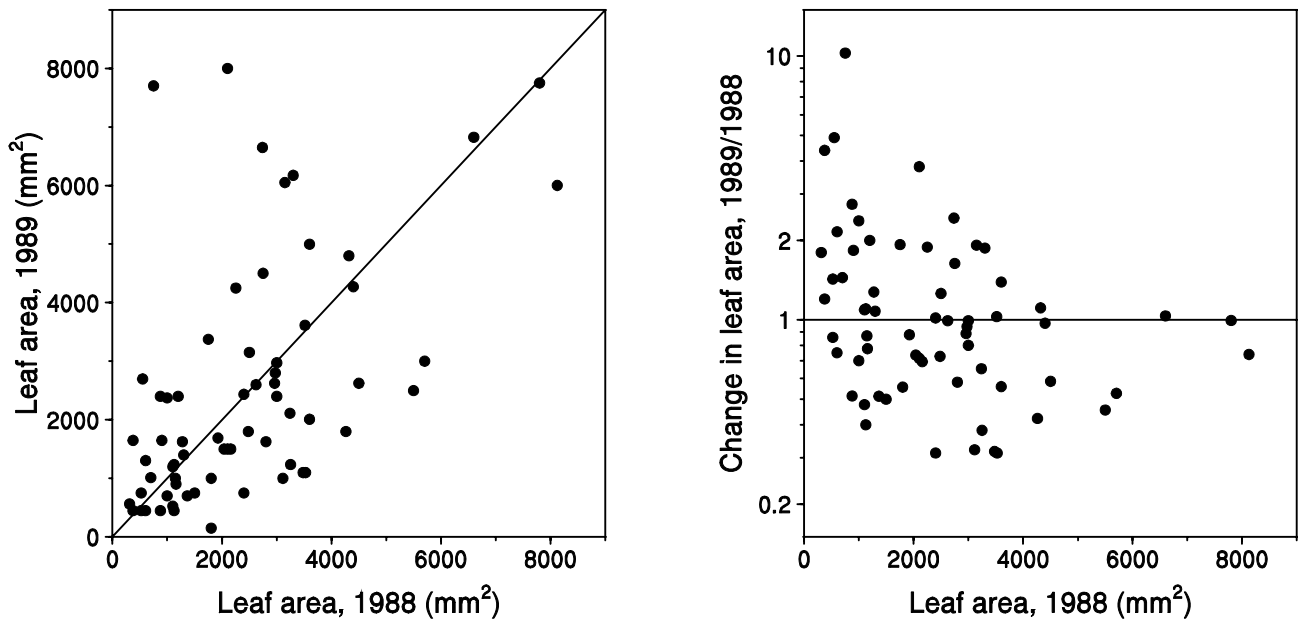 Leaf area, 1989 (mm²)
8000
6000
4000
2000
0
0 2000 4000 6000 8000
Leaf area, 1988 (mm²)
Change in leaf area, 1989/1988
10
2
1
0.2
0 2000 4000 6000 8000
Leaf area, 1988 (mm²)